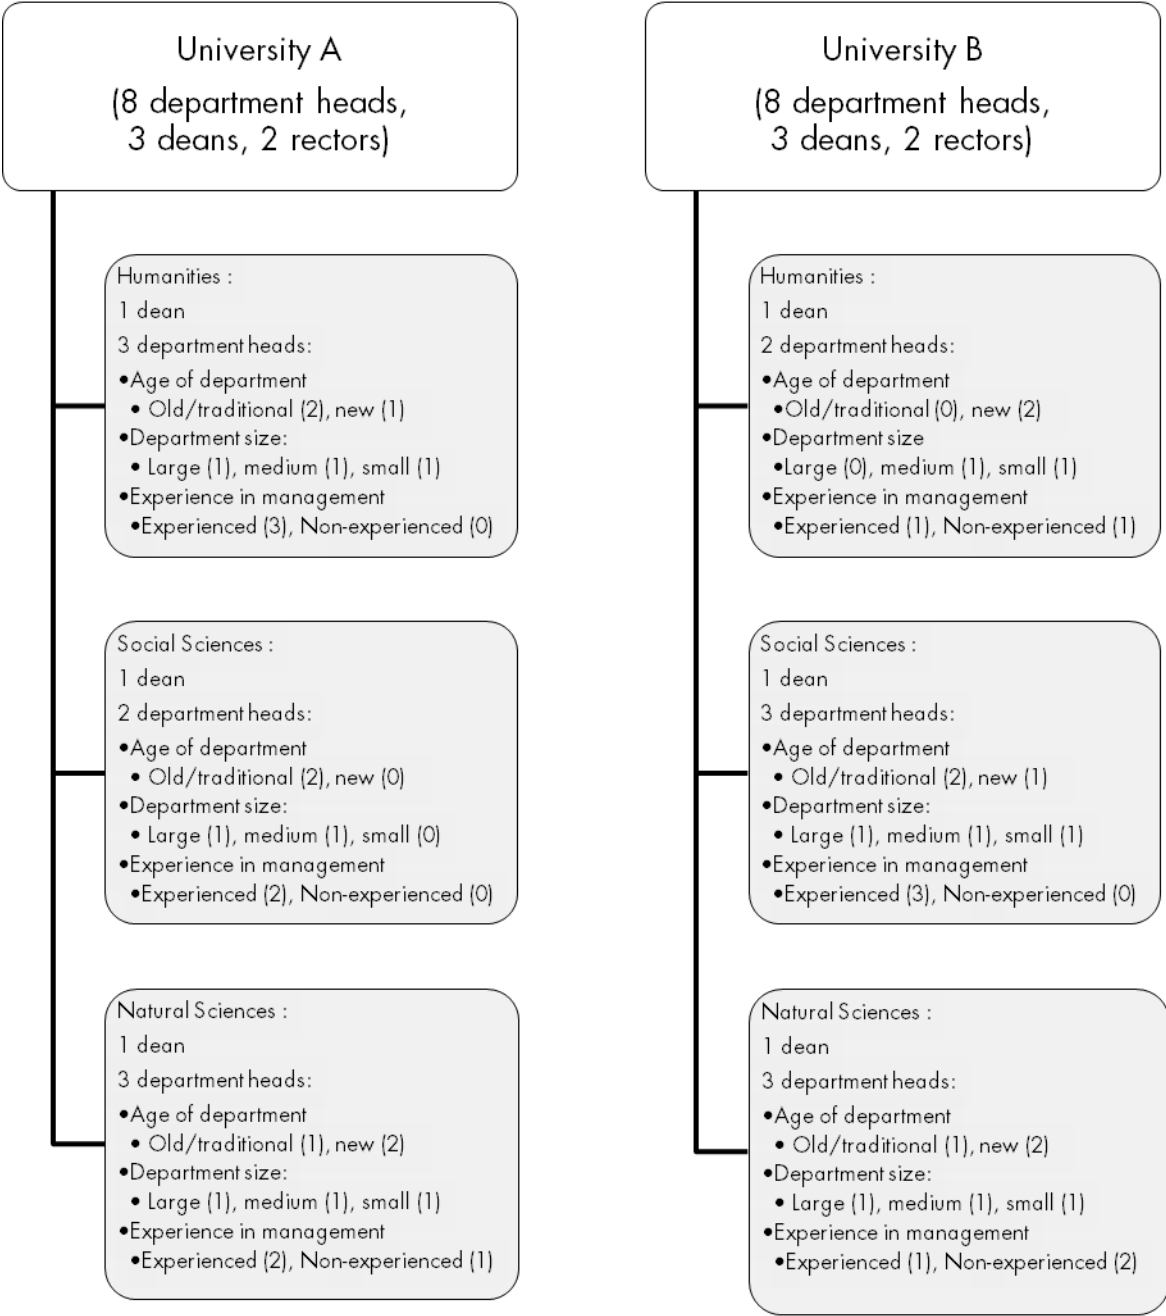 University A
(8 department heads,
3 deans, 2 rectors)
Humanities :
1 dean
3 department heads:
•Age of department
• Old/traditional (2), new (1)
•Department size:
• Large (1), medium (1), small (1)
•Experience in management
•Experienced (3), Non-experienced (0)
Social Sciences :
1 dean
2 department heads:
•Age of department
• Old/traditional (2), new (0)
•Department size:
• Large (1), medium (1), small (0)
•Experience in management
•Experienced (2), Non-experienced (0)
Natural Sciences :
1 dean
3 department heads:
•Age of department
• Old/traditional (1), new (2)
•Department size:
• Large (1), medium (1), small (1)
•Experience in management
•Experienced (2), Non-experienced (1)
University B
(8 department heads,
3 deans, 2 rectors)
Humanities :
1 dean
2 department heads:
•Age of department
•Old/traditional (0), new (2)
•Department size
•Large (0), medium (1), small (1)
•Experience in management
•Experienced (1), Non-experienced (1)
Social Sciences :
1 dean
3 department heads:
•Age of department
• Old/traditional (2), new (1)
•Department size:
• Large (1), medium (1), small (1)
•Experience in management
•Experienced (3), Non-experienced (0)
Natural Sciences :
1 dean
3 department heads:
•Age of department
• Old/traditional (1), new (2)
•Department size:
• Large (1), medium (1), small (1)
•Experience in management
•Experienced (1), Non-experienced (2)